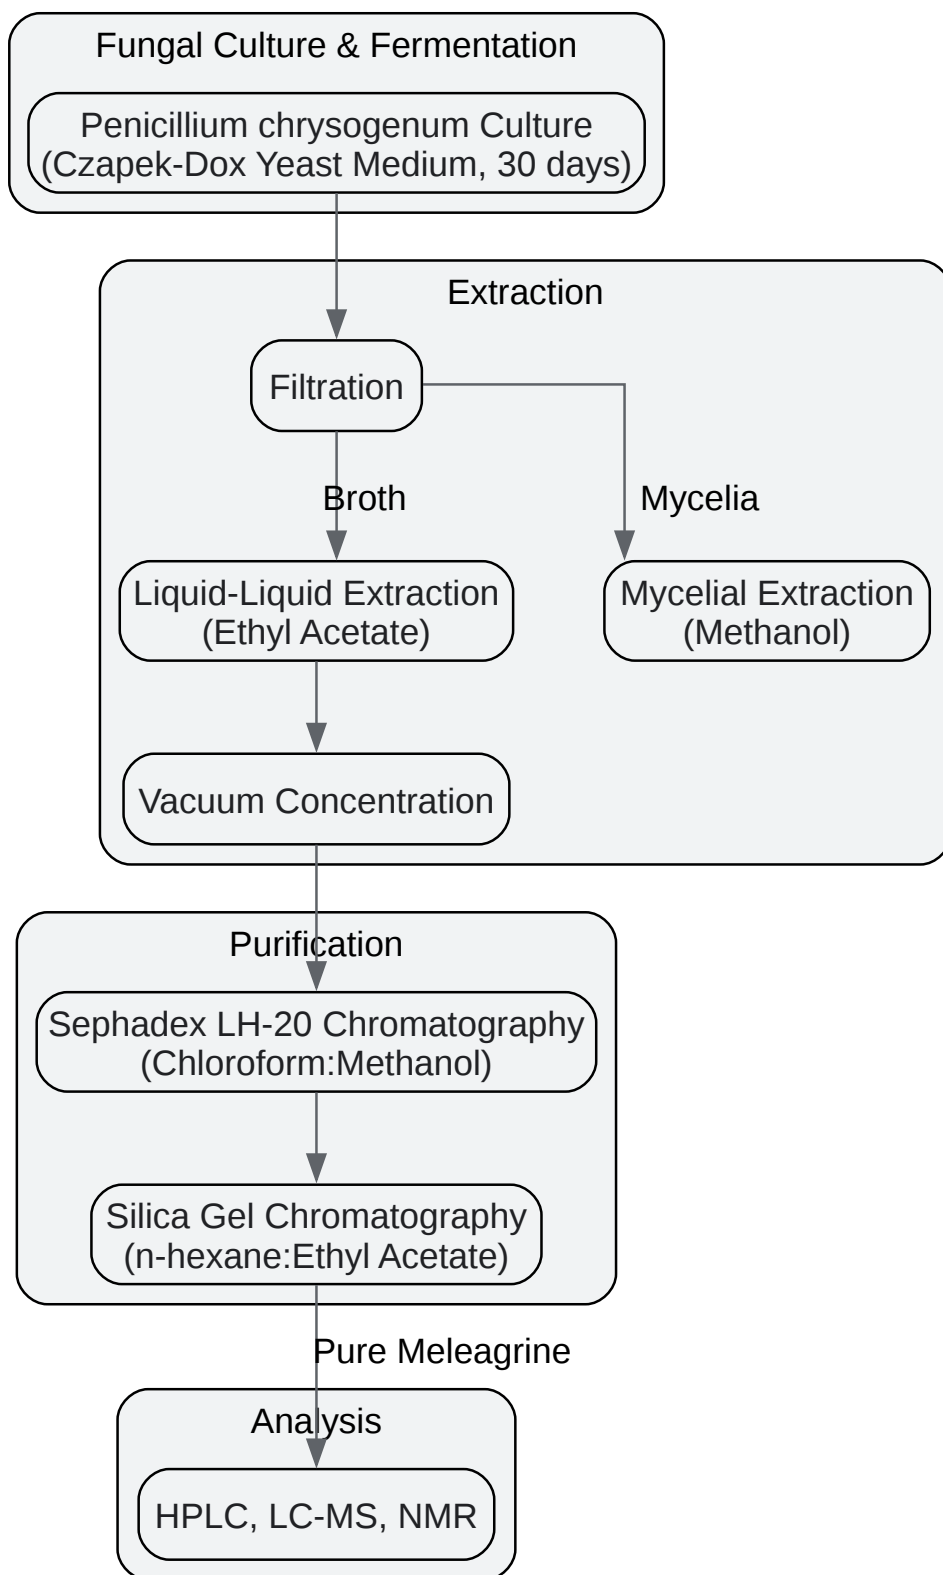 Fungal Culture & Fermentation
Penicillium chrysogenum Culture
(Czapek-Dox Yeast Medium, 30 days)
Extraction
Filtration
Broth
Mycelia
Liquid-Liquid Extraction
(Ethyl Acetate)
Mycelial Extraction
(Methanol)
Vacuum Concentration
Purification
Sephadex LH-20 Chromatography
(Chloroform:Methanol)
Silica Gel Chromatography
(n-hexane:Ethyl Acetate)
Pure Meleagrine
Analysis
HPLC, LC-MS, NMR